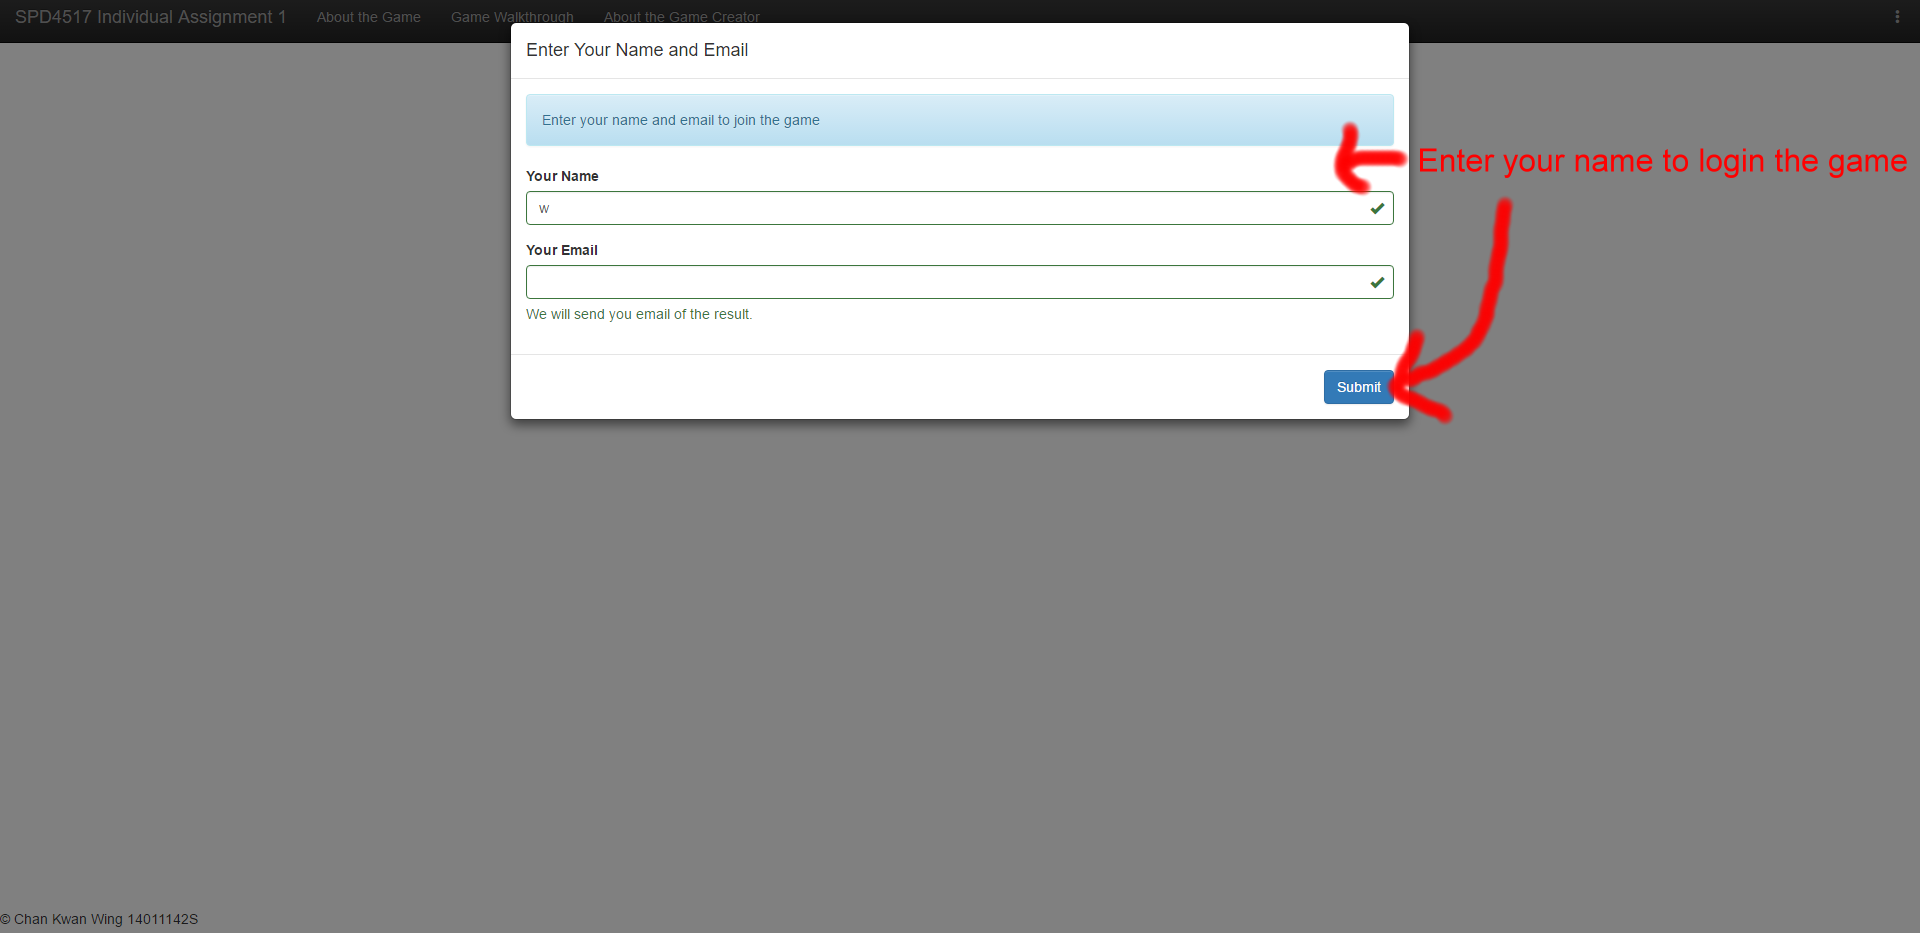 SPD4517 Individual Assignment 1 About the Game Game Walkthrough About the Game Creator
Enter Your Name and Email
Enter your name and email to join the game
Enter your name to login the game
Your Name
w
Your Email
We will send you email of the result.
Submit
© Chan Kwan Wing 14011142S